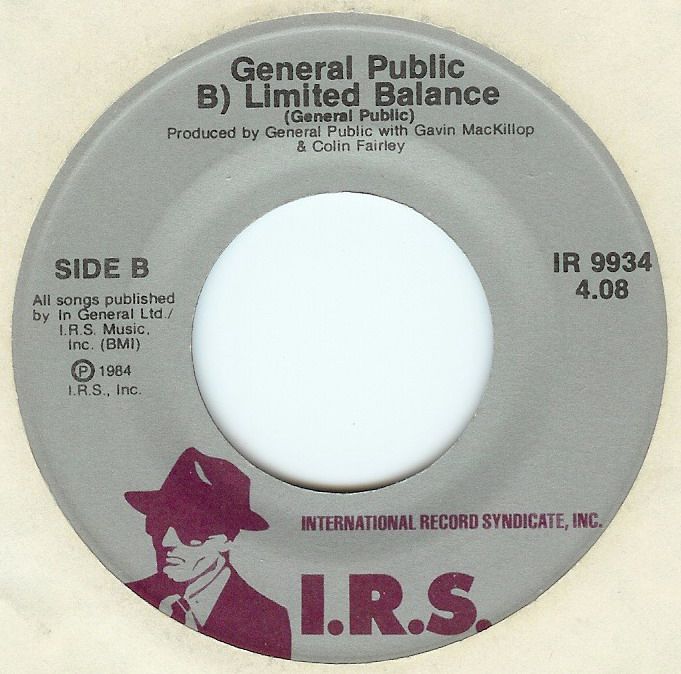 General Public
B) Limited Balance
(General Public)
Produced by General Public with Gavin MacKillop
& Colin Fairley
SIDE B
IR 9934
4.08
All songs published
by In General Ltd./
I.R.S. Music,
Inc. (BMI)
Ⓟ 1984
I.R.S., Inc.
INTERNATIONAL RECORD SYNDICATE, INC.
I.R.S.